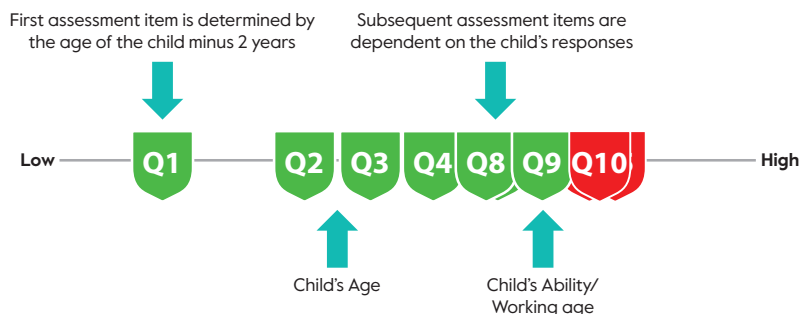 First assessment item is determined by
the age of the child minus 2 years
Subsequent assessment items are
dependent on the child's responses
Low
Q1
Q2
Q3
Q4
Q8
Q9
Q10
High
Child's Age
Child's Ability/
Working age